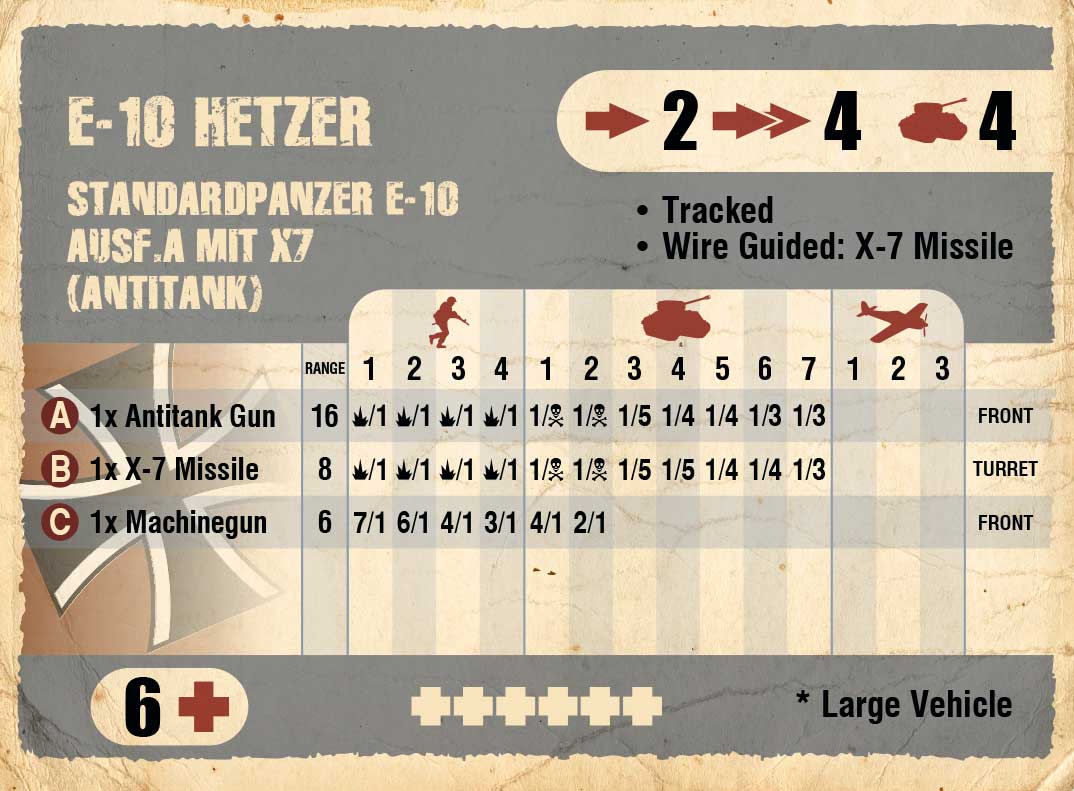 E-10 HETZER
2 4 4
STANDARDPANZER E-10
AUSF.A MIT X7
(ANTITANK)
• Tracked
• Wire Guided: X-7 Missile
RANGE 1 2 3 4 1 2 3 4 5 6 7 1 2 3
A 1x Antitank Gun 16 /1 /1 /1 /1 1/ 1/ 1/5 1/4 1/4 1/3 1/3 FRONT
B 1x X-7 Missile 8 /1 /1 /1 /1 1/ 1/ 1/5 1/5 1/4 1/4 1/3 TURRET
C 1x Machinegun 6 7/1 6/1 4/1 3/1 4/1 2/1 FRONT
6
* Large Vehicle